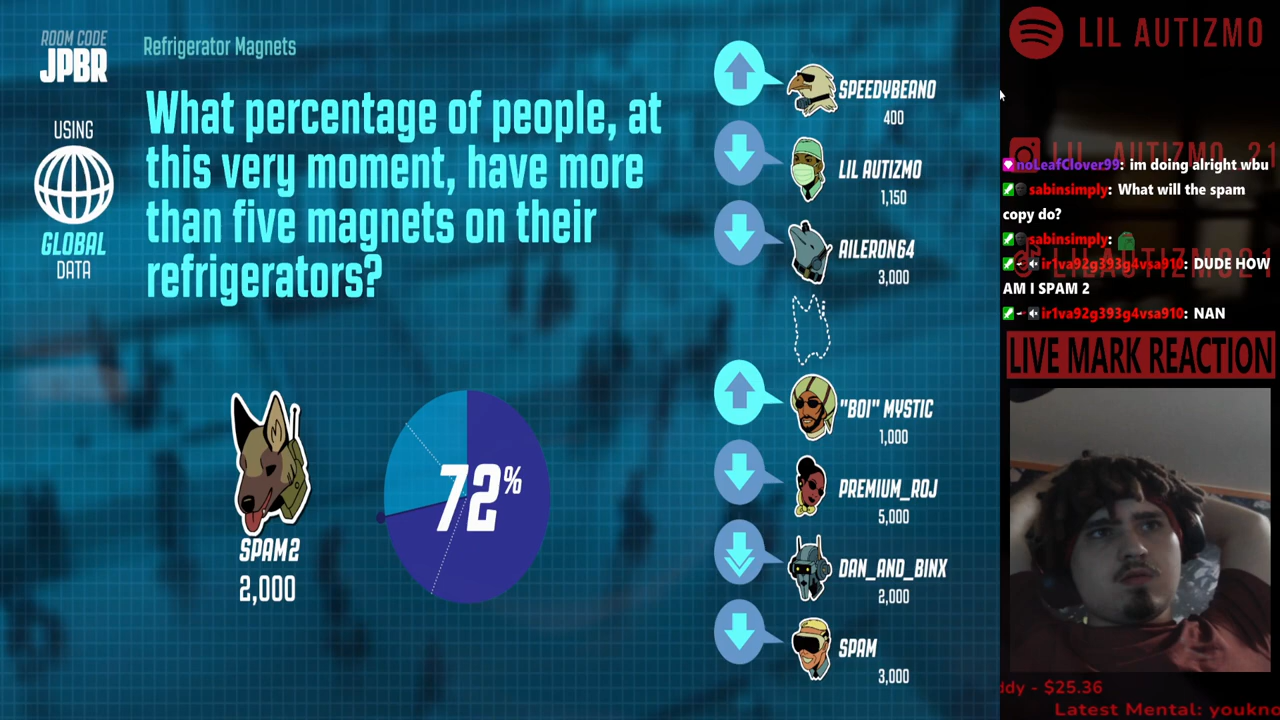 ROOM CODE
JPBR
USING
GLOBAL
DATA
Refrigerator Magnets
What percentage of people, at
this very moment, have more
than five magnets on their
refrigerators?
SPAM2
2,000
72%
SPEEDYBEANO
400
LIL AUTIZMO
1,150
AILERON64
3,000
"BOI" MYSTIC
1,000
PREMIUM_ROJ
5,000
DAN_AND_BINX
2,000
SPAM
3,000
LIL AUTIZMO
LIL_AUTIZMO_21
noLeafClover99: im doing alright wbu
sabinsimply: What will the spam
copy do?
sabinsimply:
LILAUTIZMO21
ir1va92g393g4vsa910: DUDE HOW
AM I SPAM 2
ir1va92g393g4vsa910: NAN
LIVE MARK REACTION
ddy - $25.36
Latest Mental: youkno